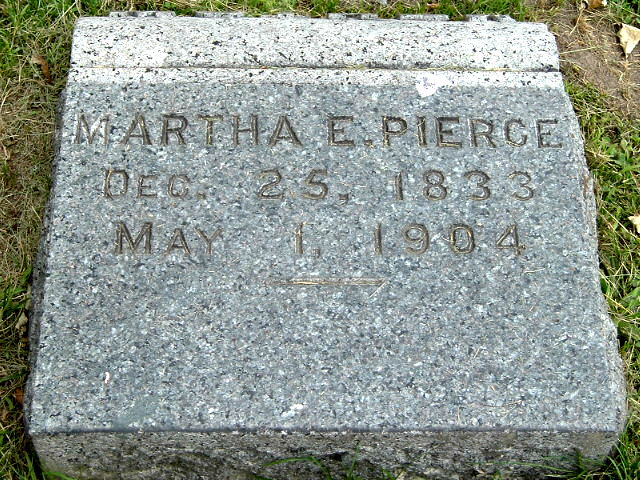 MARTHA E. PIERCE
DEC. 25, 1833
MAY 1, 1904